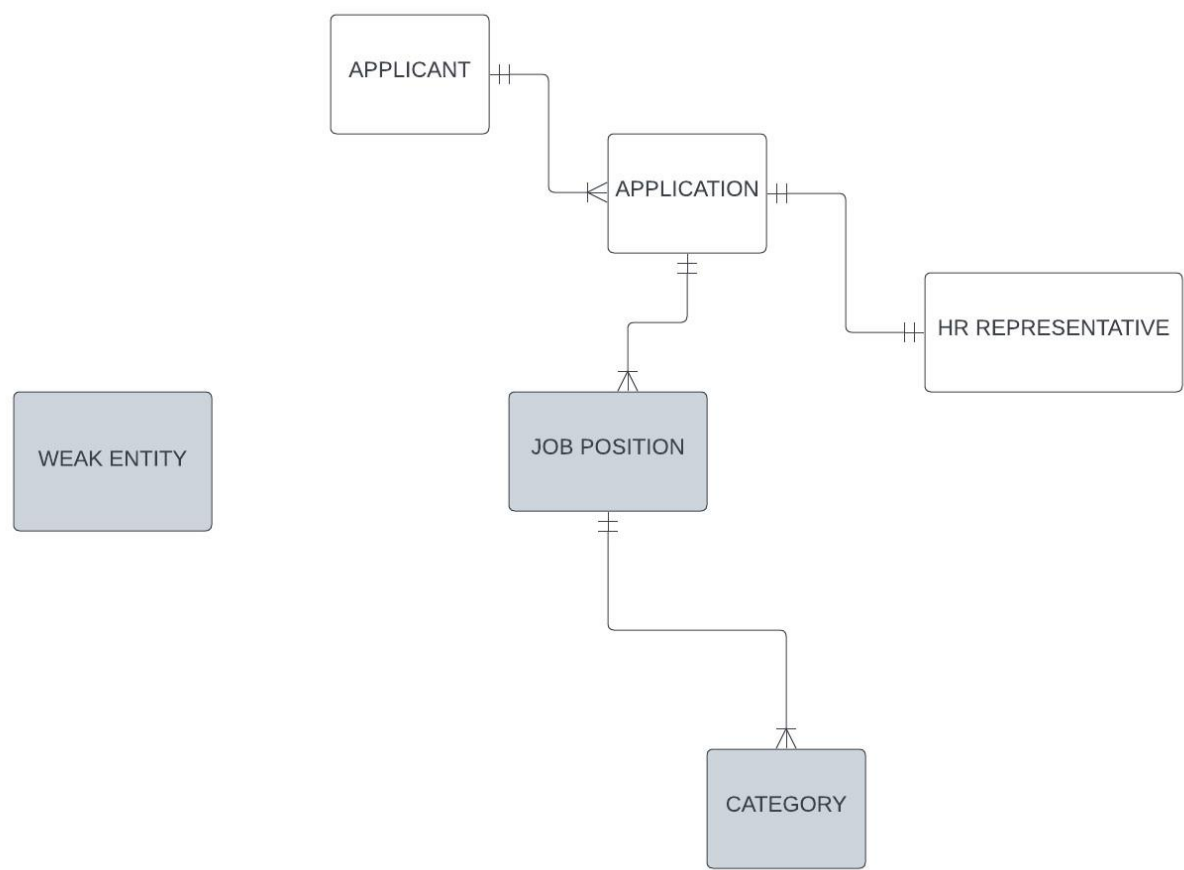 APPLICANT
APPLICATION
HR REPRESENTATIVE
WEAK ENTITY
JOB POSITION
CATEGORY